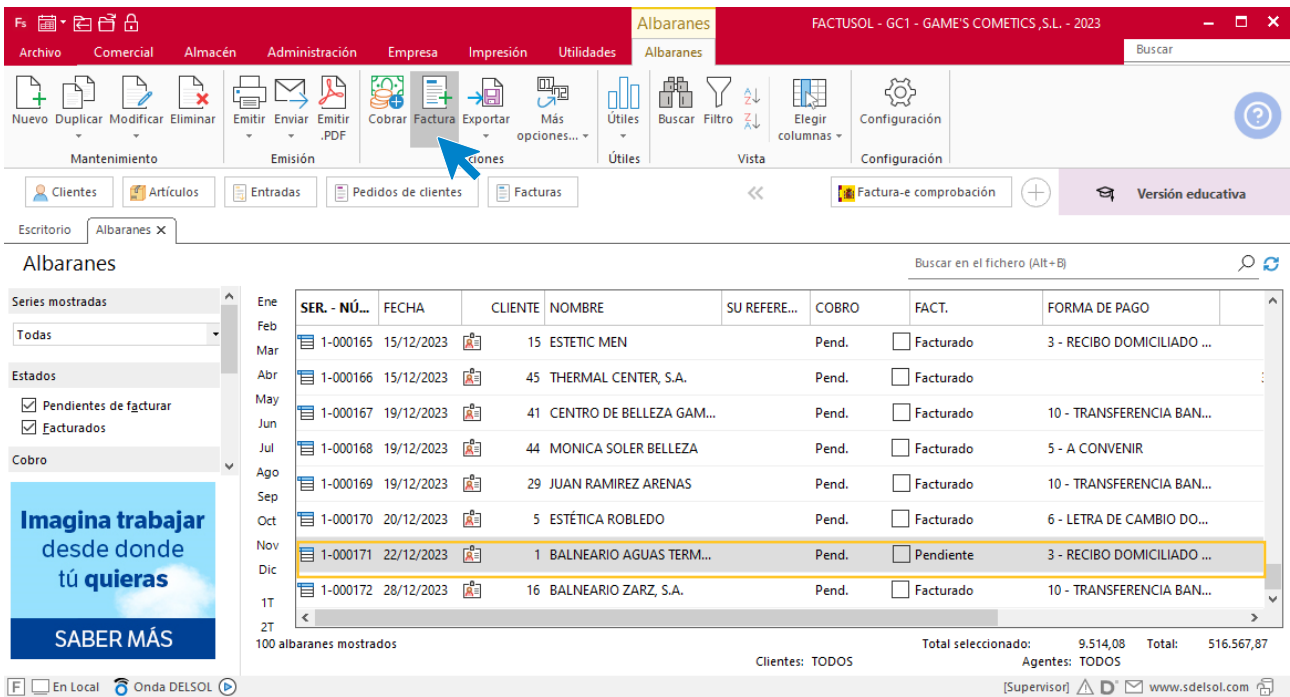 Fs Albaranes FACTUSOL - GC1 - GAME'S COMETICS ,S.L. - 2023
Archivo Comercial Almacén Administración Empresa Impresión Utilidades Albaranes Buscar
Nuevo Duplicar Modificar Eliminar Emitir Enviar Emitir .PDF Cobrar Factura Exportar Más opciones... Útiles Buscar Filtro Elegir columnas Configuración
Mantenimiento Emisión ciones Útiles Vista Configuración
Clientes Artículos Entradas Pedidos de clientes Facturas Factura-e comprobación Versión educativa
Escritorio Albaranes X
Albaranes Buscar en el fichero (Alt+B)
Series mostradas
Todas
Estados
Pendientes de facturar
Facturados
Cobro
Imagina trabajar
desde donde
tú quieras
SABER MÁS
Ene
Feb
Mar
Abr
May
Jun
Jul
Ago
Sep
Oct
Nov
Dic
1T
2T
SER. - NÚ... FECHA CLIENTE NOMBRE SU REFERE... COBRO FACT. FORMA DE PAGO
1-000165 15/12/2023 15 ESTETIC MEN Pend. Facturado 3 - RECIBO DOMICILIADO ...
1-000166 15/12/2023 45 THERMAL CENTER, S.A. Pend. Facturado
1-000167 19/12/2023 41 CENTRO DE BELLEZA GAM... Pend. Facturado 10 - TRANSFERENCIA BAN...
1-000168 19/12/2023 44 MONICA SOLER BELLEZA Pend. Facturado 5 - A CONVENIR
1-000169 19/12/2023 29 JUAN RAMIREZ ARENAS Pend. Facturado 10 - TRANSFERENCIA BAN...
1-000170 20/12/2023 5 ESTÉTICA ROBLEDO Pend. Facturado 6 - LETRA DE CAMBIO DO...
1-000171 22/12/2023 1 BALNEARIO AGUAS TERM... Pend. Pendiente 3 - RECIBO DOMICILIADO ...
1-000172 28/12/2023 16 BALNEARIO ZARZ, S.A. Pend. Facturado 10 - TRANSFERENCIA BAN...
100 albaranes mostrados Total seleccionado: 9.514,08 Total: 516.567,87
Clientes: TODOS Agentes: TODOS
F En Local Onda DELSOL [Supervisor] D www.sdelsol.com